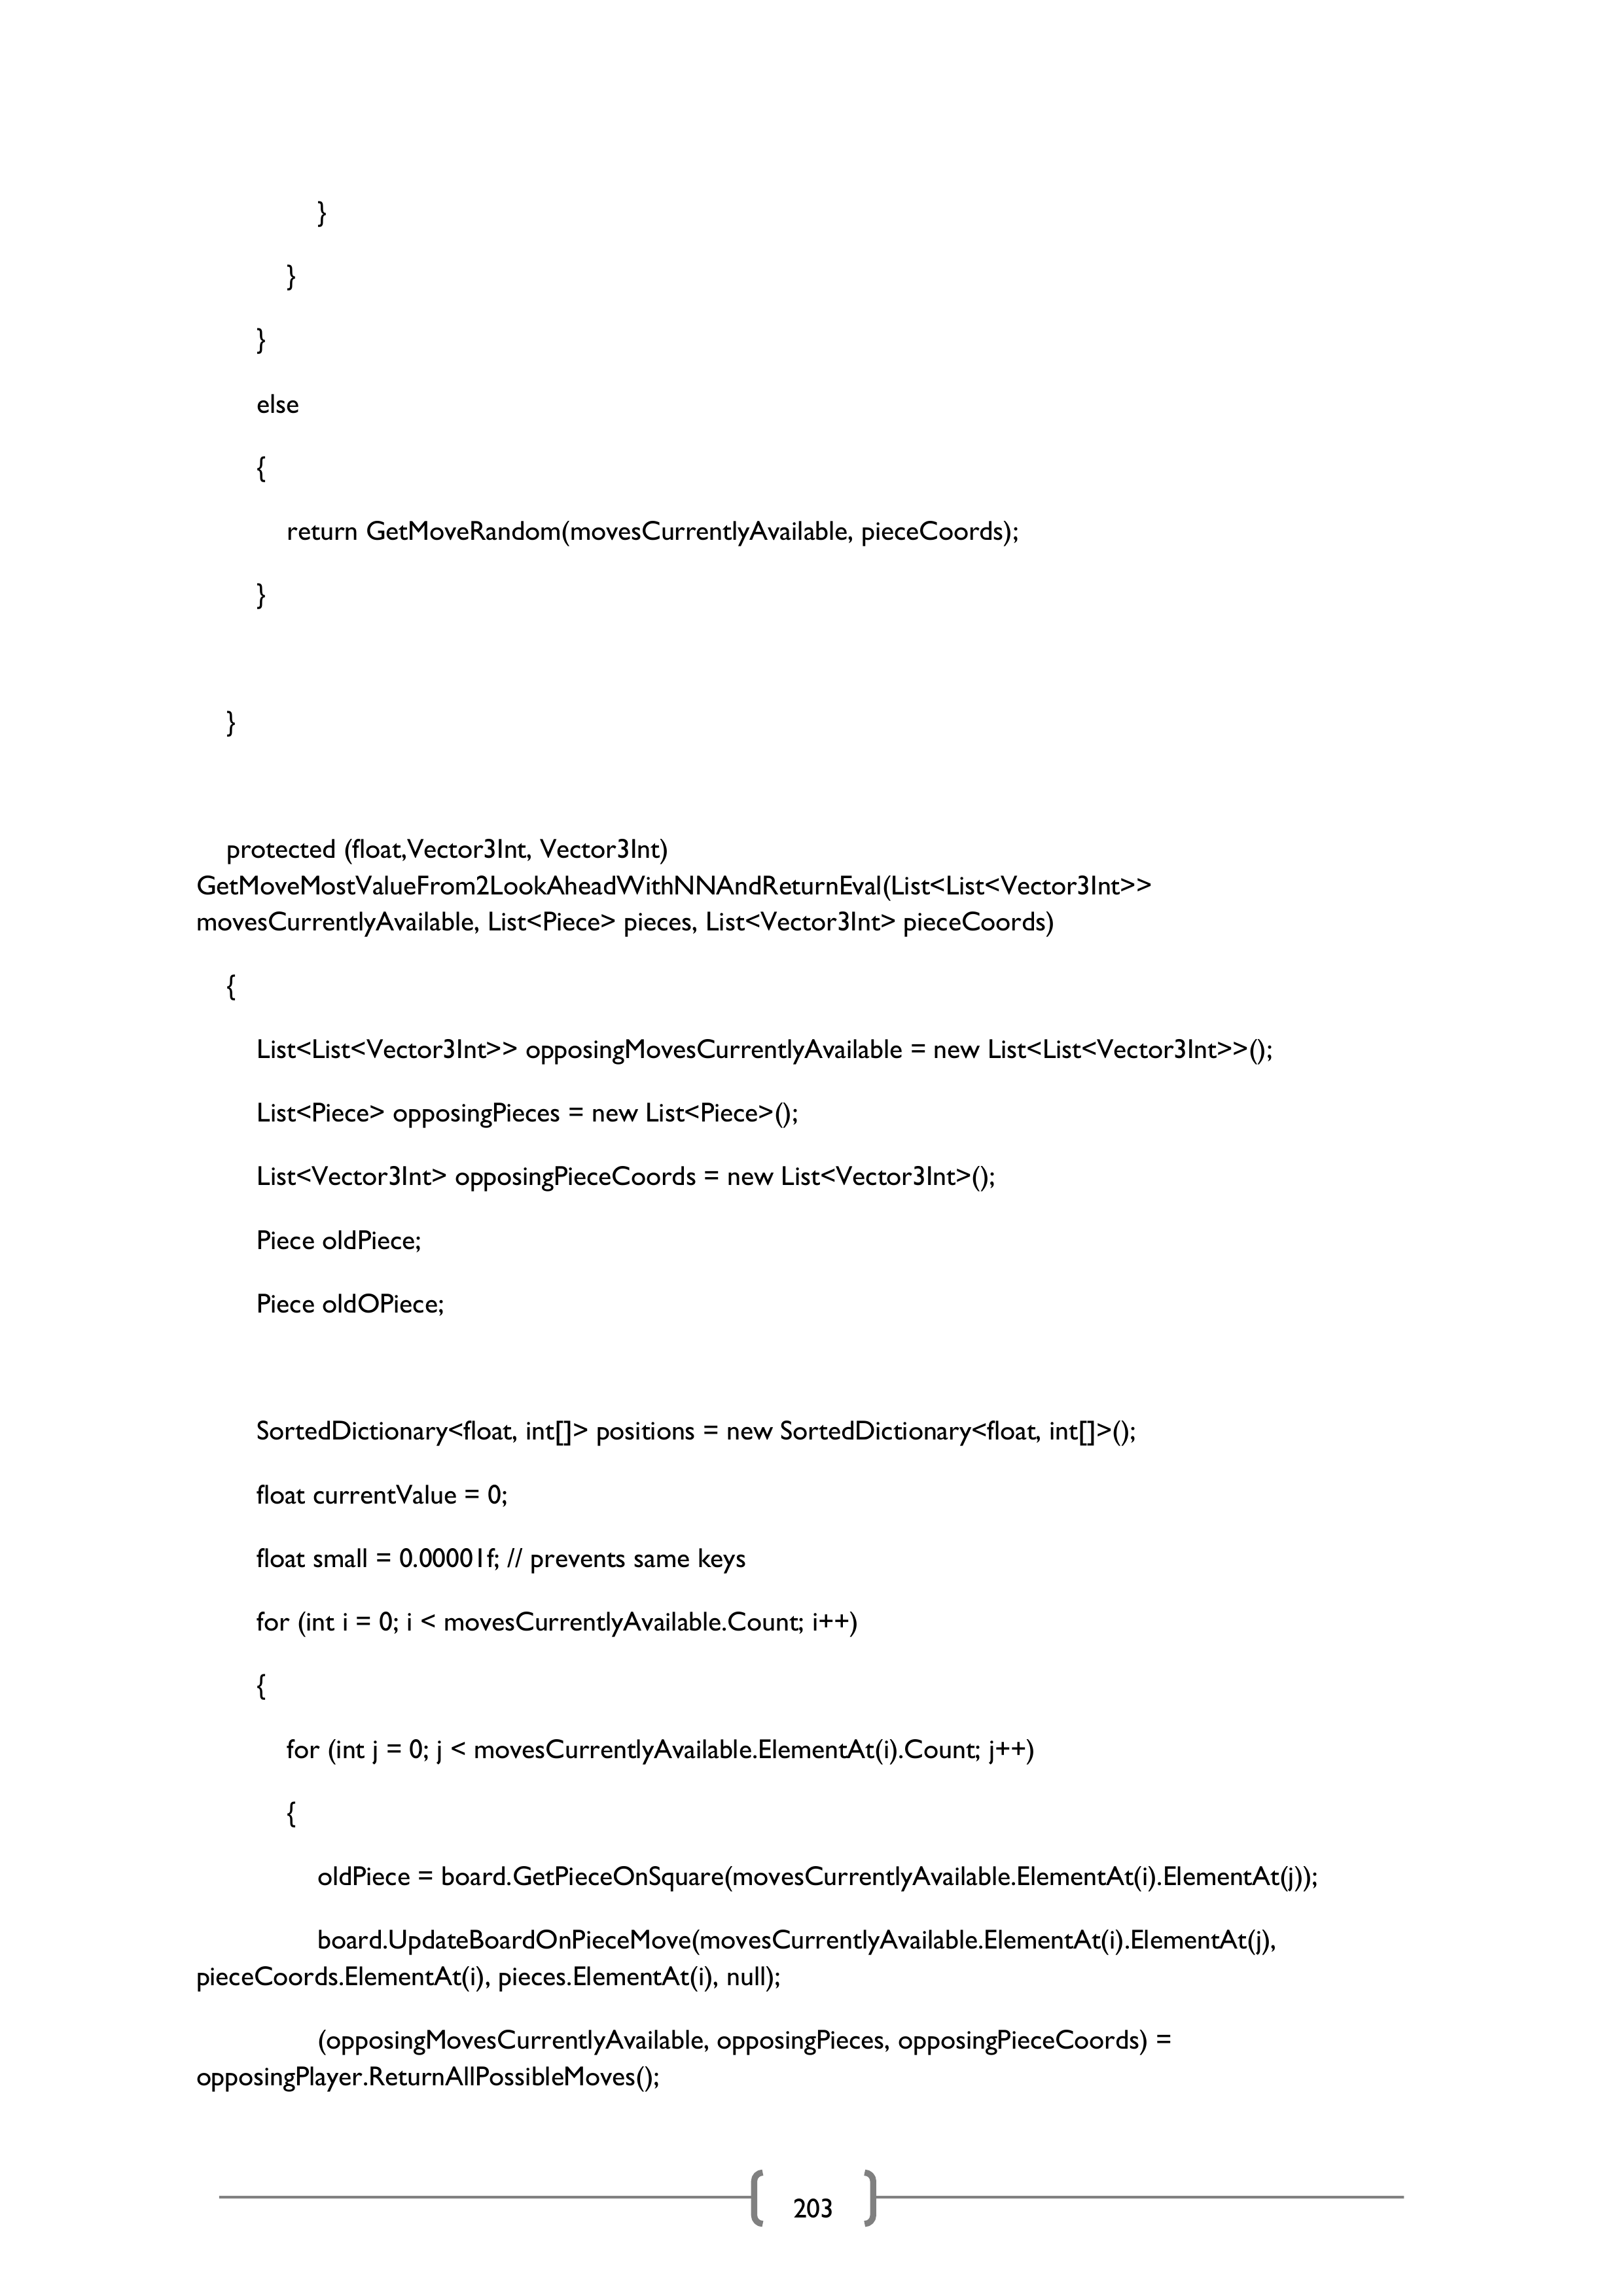 }
}
}
else
{
return GetMoveRandom(movesCurrentlyAvailable, pieceCoords);
}
}
protected (float,Vector3Int, Vector3Int)
GetMoveMostValueFrom2LookAheadWithNNAndReturnEval(List<List<Vector3Int>>
movesCurrentlyAvailable, List<Piece> pieces, List<Vector3Int> pieceCoords)
{
List<List<Vector3Int>> opposingMovesCurrentlyAvailable = new List<List<Vector3Int>>();
List<Piece> opposingPieces = new List<Piece>();
List<Vector3Int> opposingPieceCoords = new List<Vector3Int>();
Piece oldPiece;
Piece oldOPiece;
SortedDictionary<float, int[]> positions = new SortedDictionary<float, int[]>();
float currentValue = 0;
float small = 0.00001f; // prevents same keys
for (int i = 0; i < movesCurrentlyAvailable.Count; i++)
{
for (int j = 0; j < movesCurrentlyAvailable.ElementAt(i).Count; j++)
{
oldPiece = board.GetPieceOnSquare(movesCurrentlyAvailable.ElementAt(i).ElementAt(j));
board.UpdateBoardOnPieceMove(movesCurrentlyAvailable.ElementAt(i).ElementAt(j),
pieceCoords.ElementAt(i), pieces.ElementAt(i), null);
(opposingMovesCurrentlyAvailable, opposingPieces, opposingPieceCoords) =
opposingPlayer.ReturnAllPossibleMoves();
203